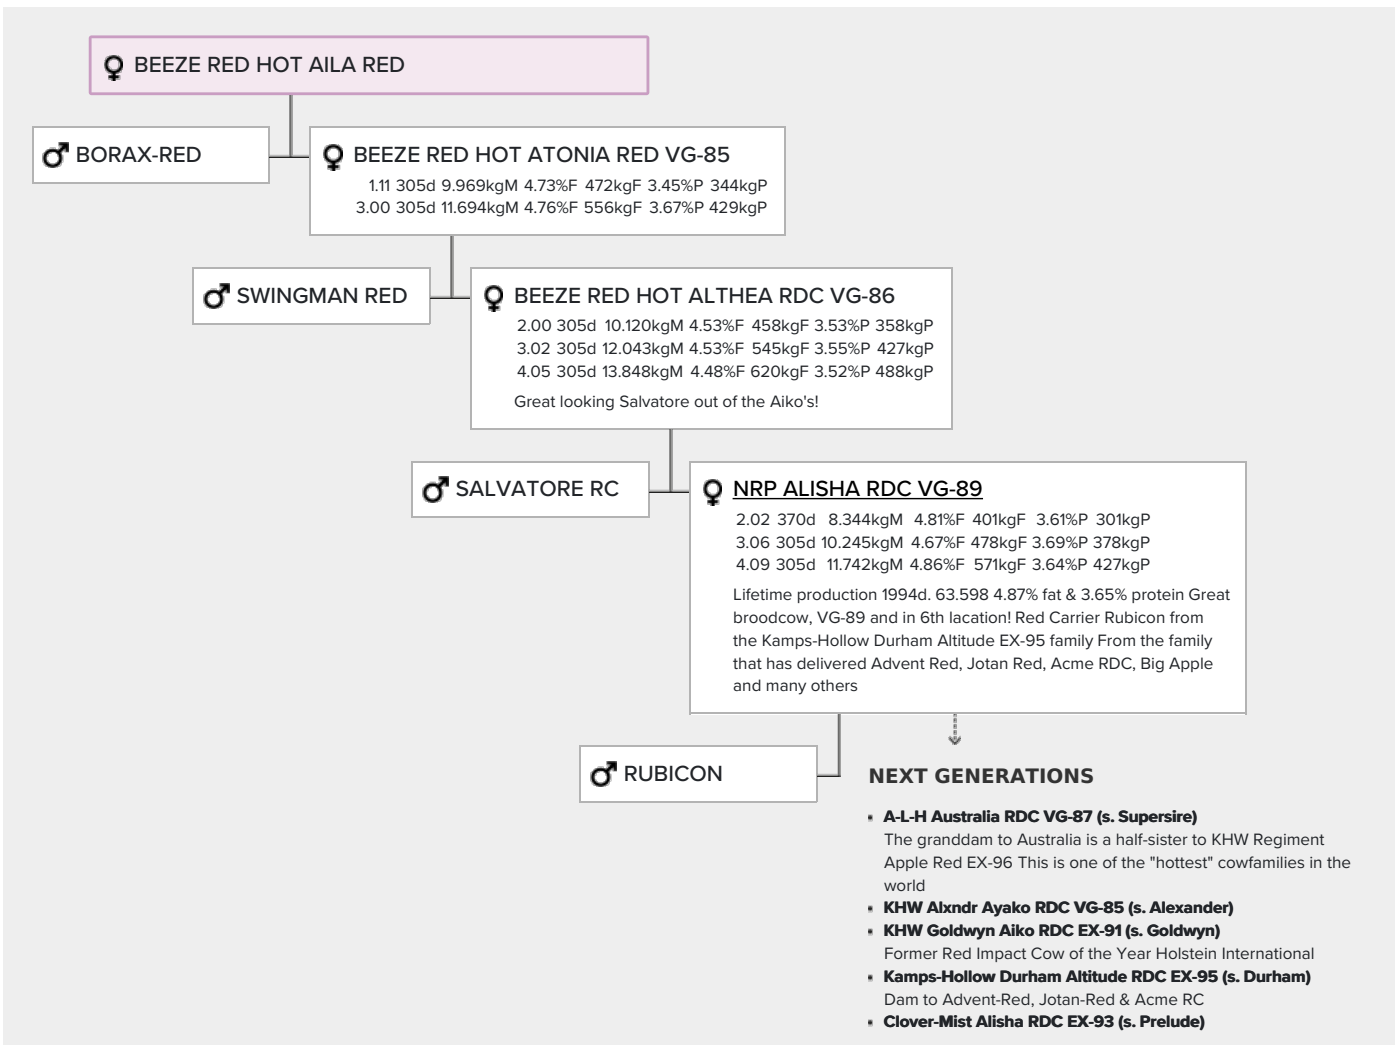 BEEZE RED HOT AILA RED
BORAX-RED
BEEZE RED HOT ATONIA RED VG-85
1.11 305d 9.969kgM 4.73%F 472kgF 3.45%P 344kgP
3.00 305d 11.694kgM 4.76%F 556kgF 3.67%P 429kgP
SWINGMAN RED
BEEZE RED HOT ALTHEA RDC VG-86
2.00 305d 10.120kgM 4.53%F 458kgF 3.53%P 358kgP
3.02 305d 12.043kgM 4.53%F 545kgF 3.55%P 427kgP
4.05 305d 13.848kgM 4.48%F 620kgF 3.52%P 488kgP
Great looking Salvatore out of the Aiko's!
SALVATORE RC
NRP ALISHA RDC VG-89
2.02 370d 8.344kgM 4.81%F 401kgF 3.61%P 301kgP
3.06 305d 10.245kgM 4.67%F 478kgF 3.69%P 378kgP
4.09 305d 11.742kgM 4.86%F 571kgF 3.64%P 427kgP
Lifetime production 1994d. 63.598 4.87% fat & 3.65% protein Great
broodcow, VG-89 and in 6th lacation! Red Carrier Rubicon from
the Kamps-Hollow Durham Altitude EX-95 family From the family
that has delivered Advent Red, Jotan Red, Acme RDC, Big Apple
and many others
RUBICON
NEXT GENERATIONS
A-L-H Australia RDC VG-87 (s. Supersire)
The granddam to Australia is a half-sister to KHW Regiment
Apple Red EX-96 This is one of the "hottest" cowfamilies in the
world
KHW Alxndr Ayako RDC VG-85 (s. Alexander)
KHW Goldwyn Aiko RDC EX-91 (s. Goldwyn)
Former Red Impact Cow of the Year Holstein International
Kamps-Hollow Durham Altitude RDC EX-95 (s. Durham)
Dam to Advent-Red, Jotan-Red & Acme RC
Clover-Mist Alisha RDC EX-93 (s. Prelude)